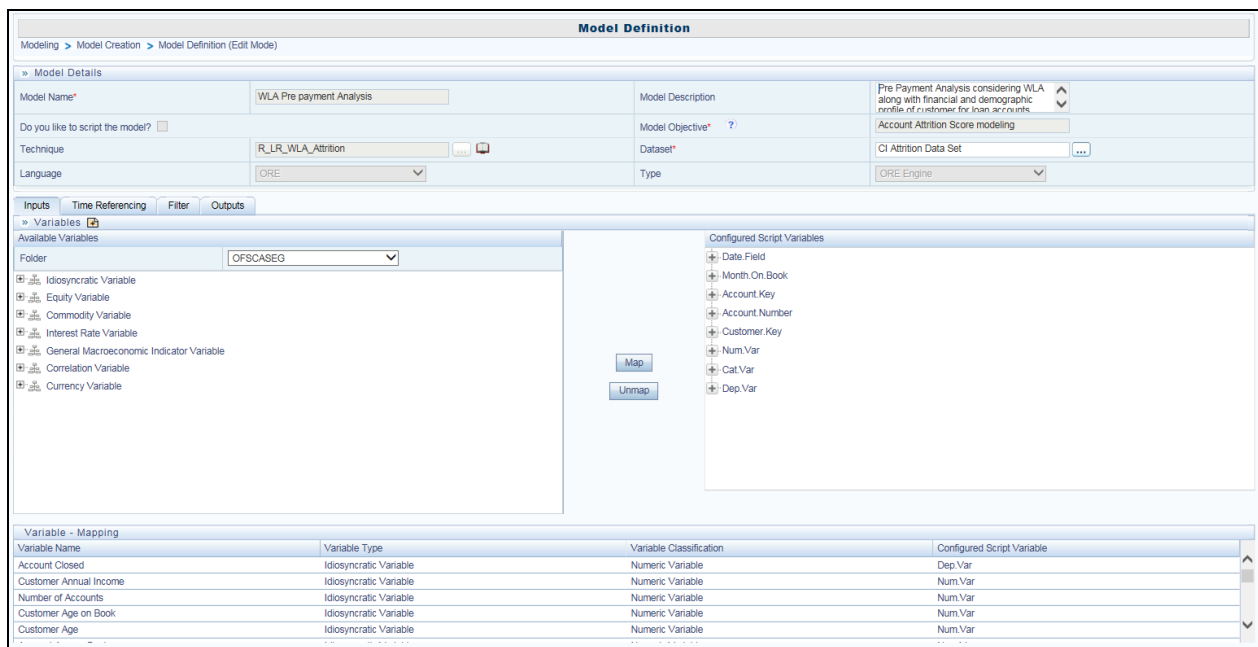 Model Definition
Modeling > Model Creation > Model Definition (Edit Mode)
» Model Details
Model Name* WLA Pre payment Analysis Model Description Pre Payment Analysis considering WLA
along with financial and demographic
profile of customer for loan accounts
Do you like to script the model? Model Objective* ? Account Attrition Score modeling
Technique R_LR_WLA_Attrition ... Dataset* CI Attrition Data Set ...
Language ORE Type ORE Engine
Inputs Time Referencing Filter Outputs
» Variables
Available Variables
Folder OFSCASEG
Idiosyncratic Variable
Equity Variable
Commodity Variable
Interest Rate Variable
General Macroeconomic Indicator Variable
Correlation Variable
Currency Variable
Map
Unmap
Configured Script Variables
Date.Field
Month.On.Book
Account.Key
Account.Number
Customer.Key
Num.Var
Cat.Var
Dep.Var
Variable - Mapping
Variable Name Variable Type Variable Classification Configured Script Variable
Account Closed Idiosyncratic Variable Numeric Variable Dep.Var
Customer Annual Income Idiosyncratic Variable Numeric Variable Num.Var
Number of Accounts Idiosyncratic Variable Numeric Variable Num.Var
Customer Age on Book Idiosyncratic Variable Numeric Variable Num.Var
Customer Age Idiosyncratic Variable Numeric Variable Num.Var